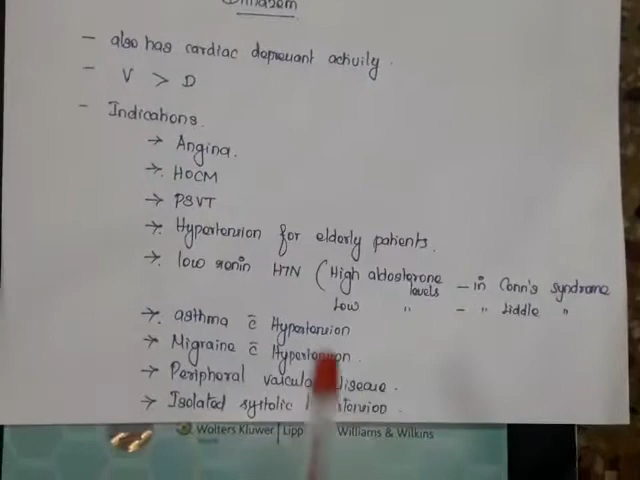 - also has cardiac depressant activity.
- V > D
- Indications.
→ Angina.
→ HOCM
→ PSVT
→ Hypertension for elderly patients.
→ low renin HTN (High aldosterone levels - in Conn's syndrome
Low " - " Liddle "
→ asthma c̄ Hypertension
→ Migraine c̄ Hypertension.
→ Peripheral vascular disease.
→ Isolated systolic
Wolters Kluwer | Lipp Williams & Wilkins